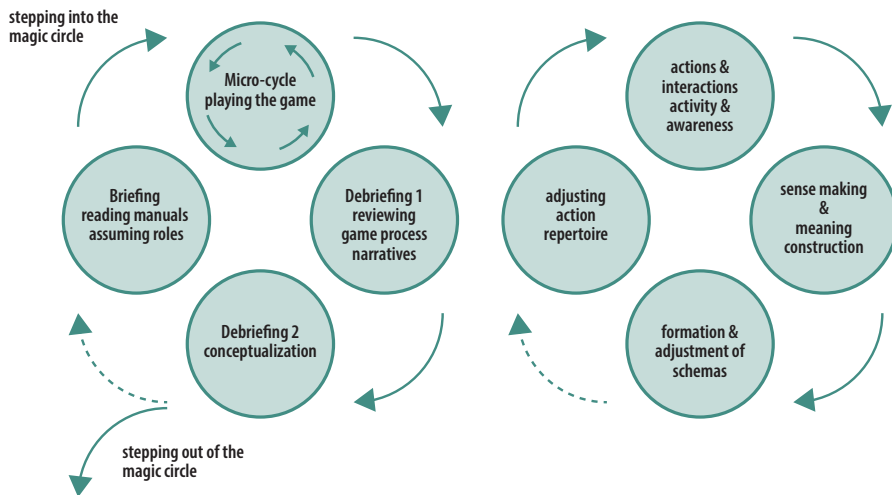 stepping into the
magic circle
Micro-cycle
playing the game
Briefing
reading manuals
assuming roles
Debriefing 1
reviewing
game process
narratives
Debriefing 2
conceptualization
stepping out of the
magic circle
actions &
interactions
activity &
awareness
adjusting
action
repertoire
sense making
&
meaning
construction
formation &
adjustment of
schemas